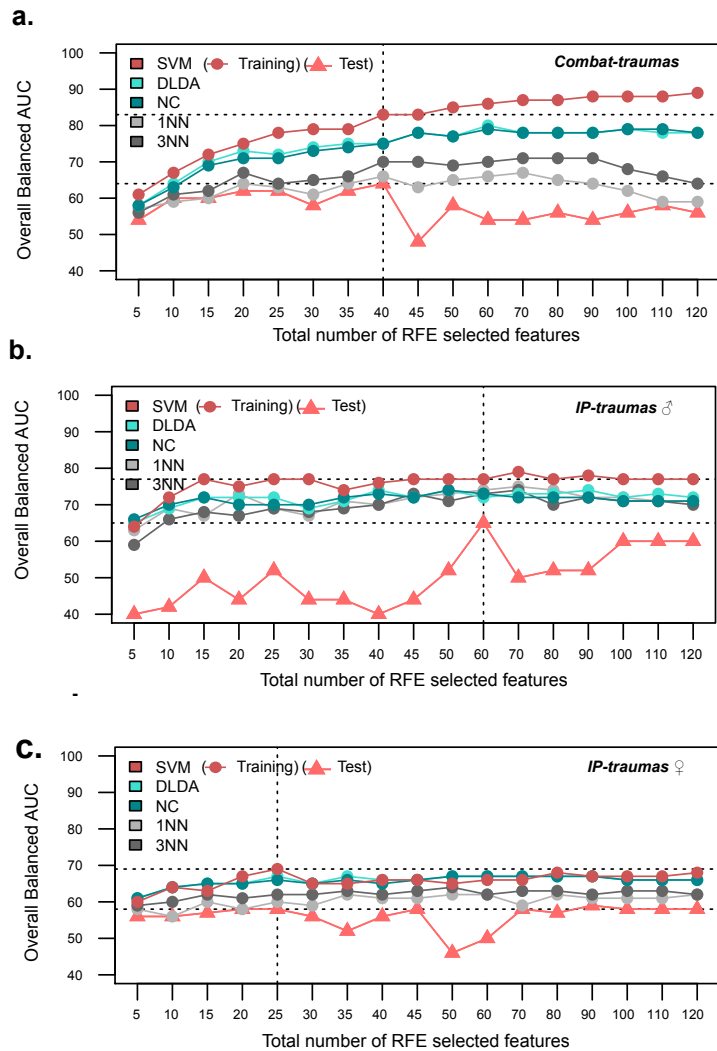 a.
Overall Balanced AUC
100
90
80
70
60
50
40
SVM ( Training) ( Test)
DLDA
NC
1NN
3NN
Combat-traumas
5 10 15 20 25 30 35 40 45 50 60 70 80 90 100 110 120
Total number of RFE selected features
b.
Overall Balanced AUC
100
90
80
70
60
50
40
SVM ( Training) ( Test)
DLDA
NC
1NN
3NN
IP-traumas ♂
5 10 15 20 25 30 35 40 45 50 60 70 80 90 100 110 120
Total number of RFE selected features
-
c.
Overall Balanced AUC
100
90
80
70
60
50
40
SVM ( Training) ( Test)
DLDA
NC
1NN
3NN
IP-traumas ♀
5 10 15 20 25 30 35 40 45 50 60 70 80 90 100 110 120
Total number of RFE selected features